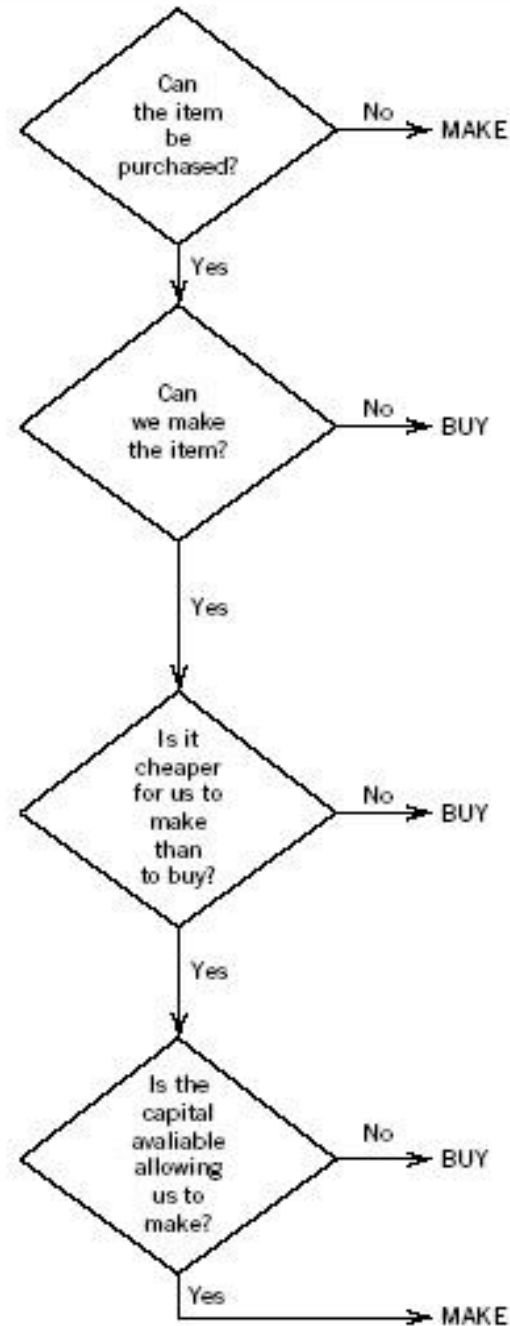 Can
the item
be
purchased?
No
MAKE
Yes
Can
we make
the item?
No
BUY
Yes
Is it
cheaper
for us to
make
than
to buy?
No
BUY
Yes
Is the
capital
avaliable
allowing
us to
make?
No
BUY
Yes
MAKE